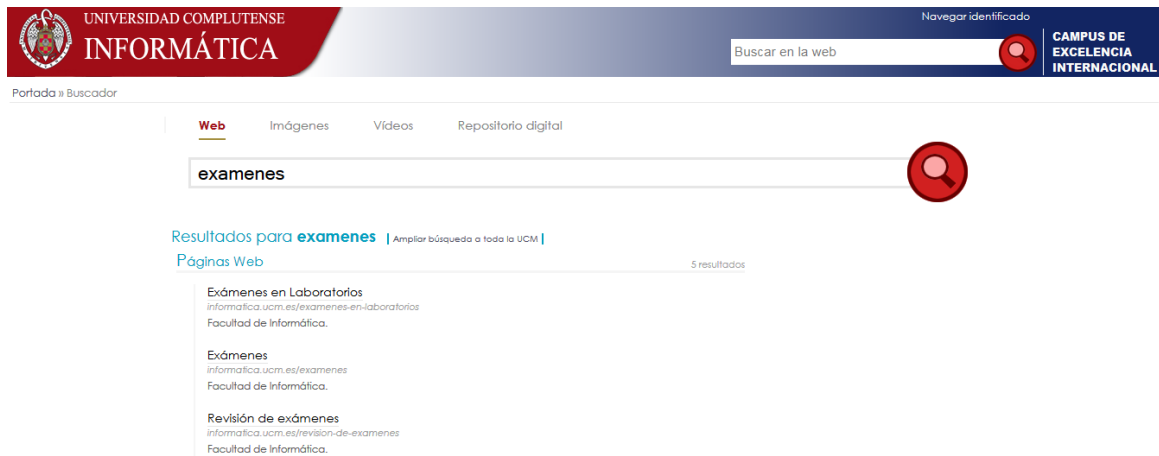 UNIVERSIDAD COMPLUTENSE
INFORMÁTICA
Navegar identificado
Buscar en la web
CAMPUS DE
EXCELENCIA
INTERNACIONAL
Portada » Buscador
Web Imágenes Vídeos Repositorio digital
examenes
Resultados para examenes | Ampliar búsqueda a toda la UCM |
Páginas Web 5 resultados
Exámenes en Laboratorios
informatica.ucm.es/examenes-en-laboratorios
Facultad de Informática.
Exámenes
informatica.ucm.es/examenes
Facultad de Informática.
Revisión de exámenes
informatica.ucm.es/revision-de-examenes
Facultad de Informática.